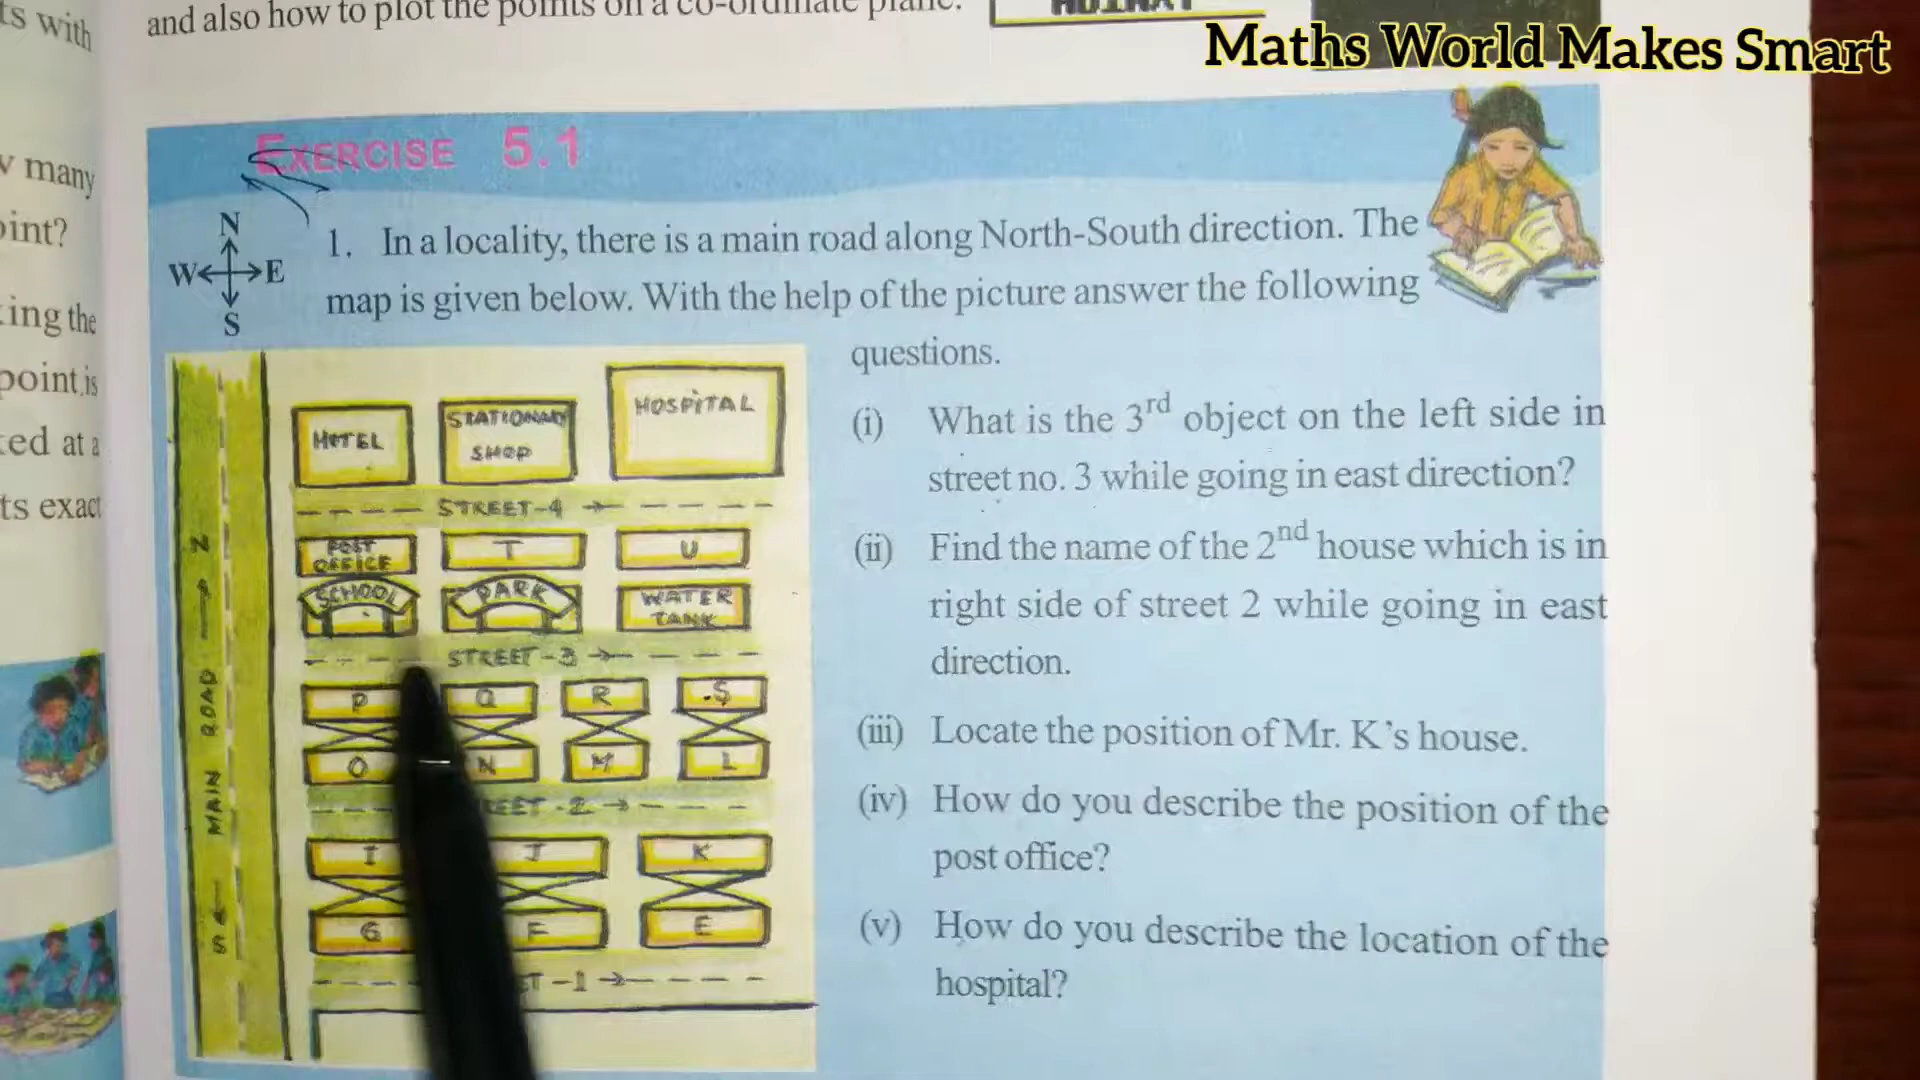 ts with
and also how to plot the points on a co-ordinate plane.
Maths World Makes Smart
many
oint?
ing the
point is
ed at a
ts exact
EXERCISE 5.1
N
W E
S
1. In a locality, there is a main road along North-South direction. The
map is given below. With the help of the picture answer the following
questions.
(i) What is the 3rd object on the left side in
street no. 3 while going in east direction?
(ii) Find the name of the 2nd house which is in
right side of street 2 while going in east
direction.
(iii) Locate the position of Mr. K's house.
(iv) How do you describe the position of the
post office?
(v) How do you describe the location of the
hospital?
HOTEL
STATIONARY
SHOP
HOSPITAL
STREET-4
POST
OFFICE
T
U
SCHOOL
PARK
WATER
TANK
STREET-3
P Q R S
O N M L
EET-2
I J K
G F E
T-1
S MAIN ROAD N